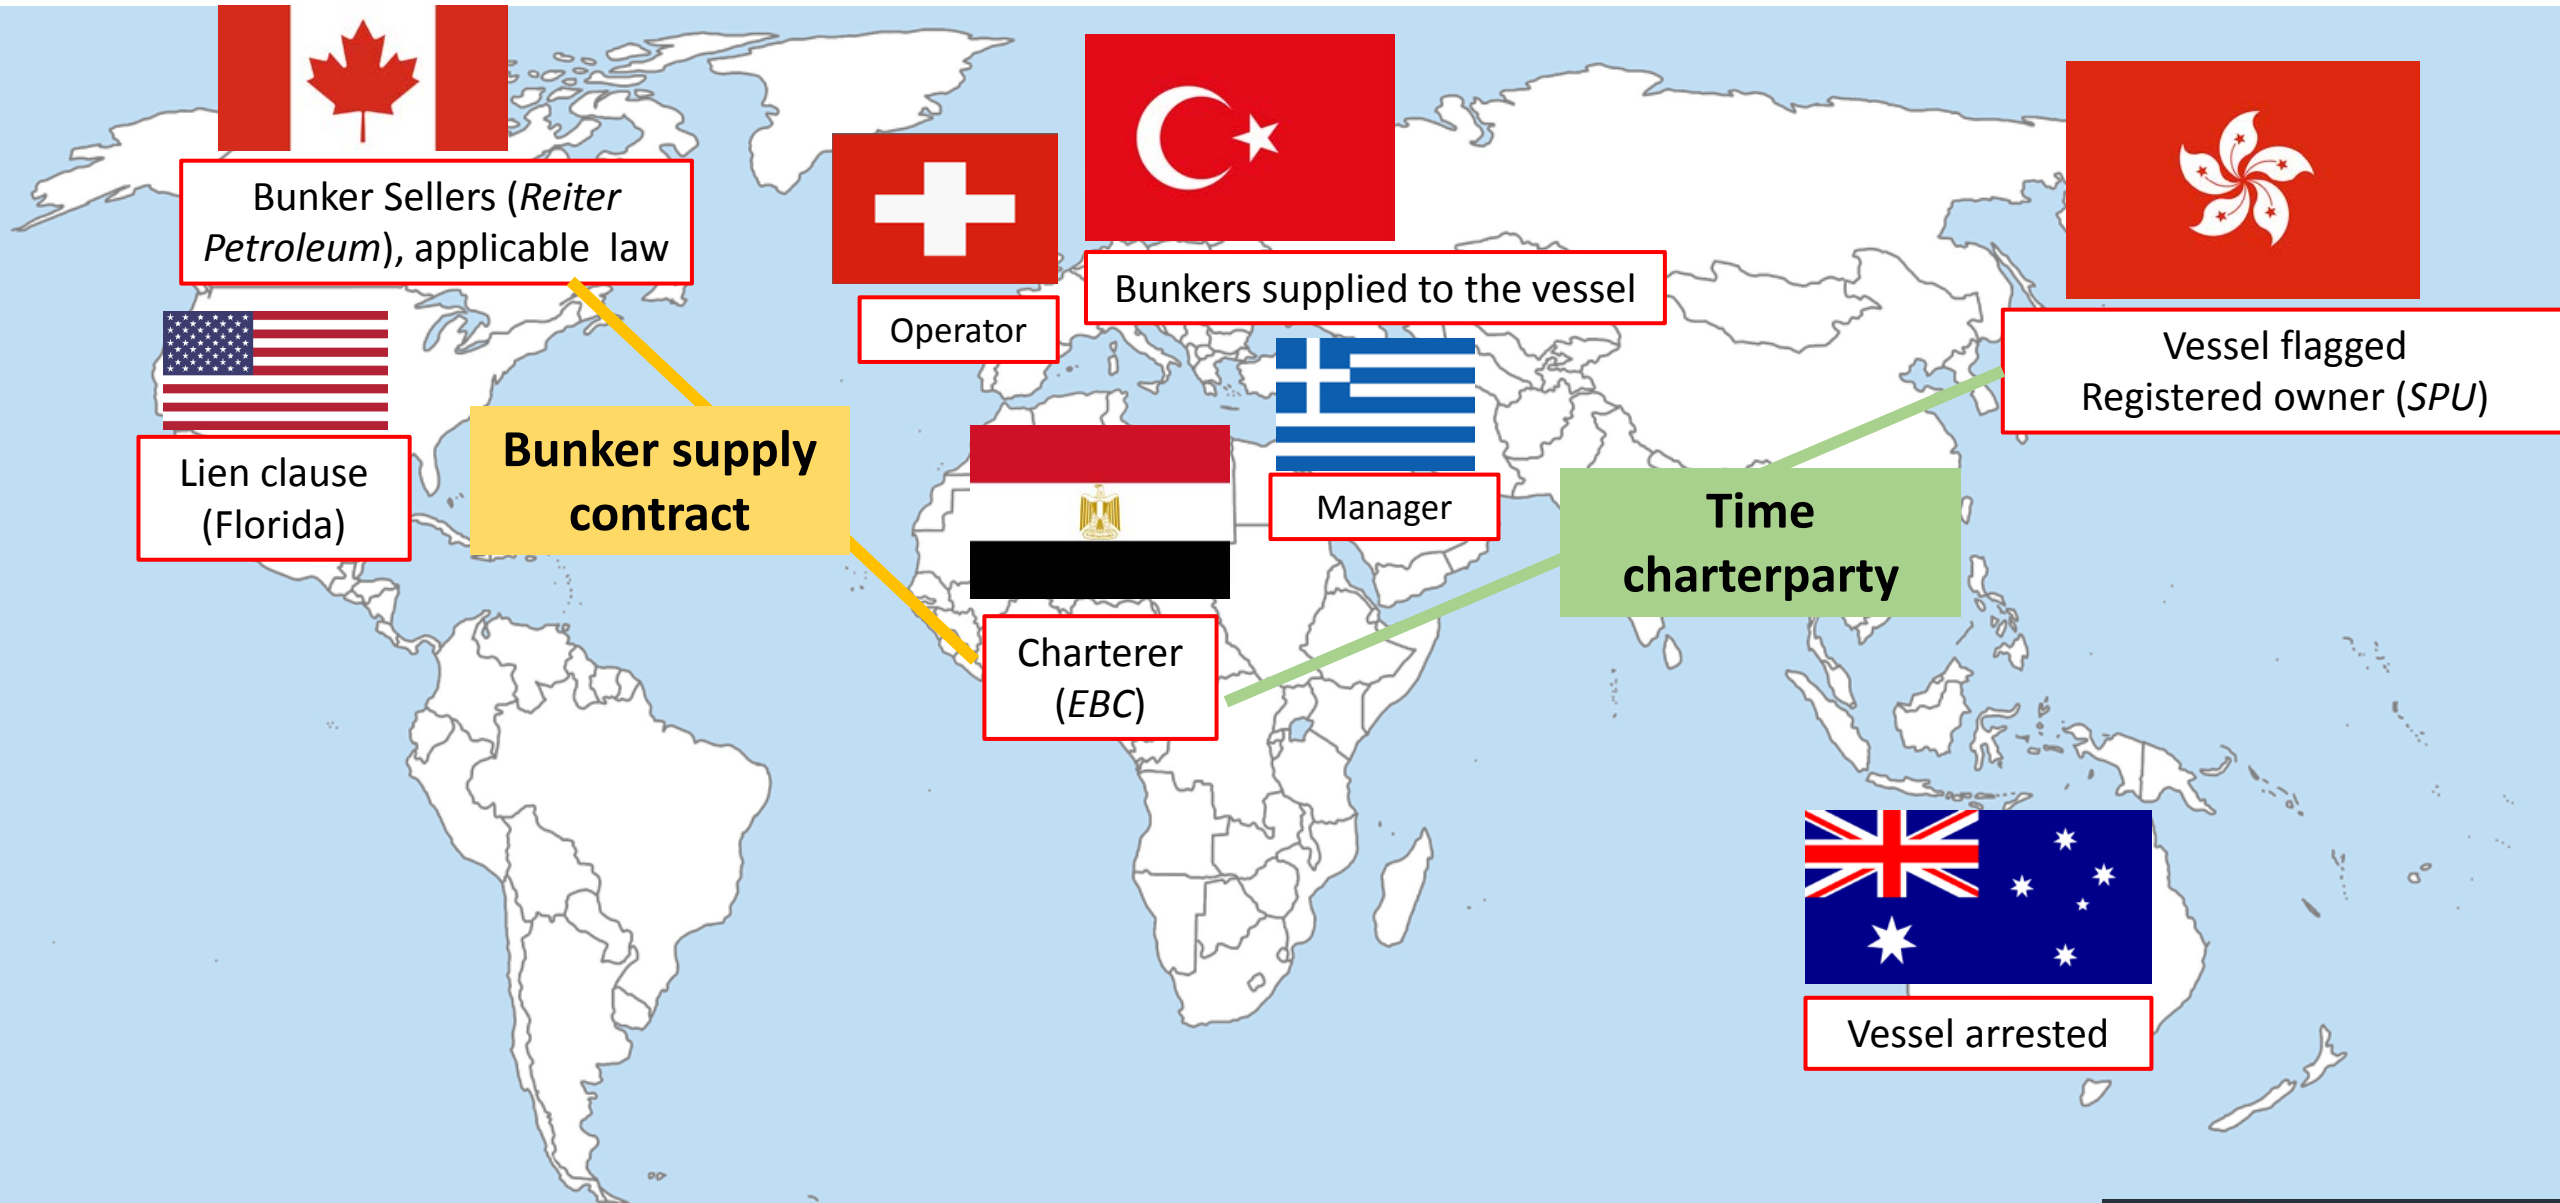 Bunker Sellers (Reiter
Petroleum), applicable law
Operator
Bunkers supplied to the vessel
Vessel flagged
Registered owner (SPU)
Lien clause
(Florida)
Bunker supply
contract
Manager
Time
charterparty
Charterer
(EBC)
Vessel arrested